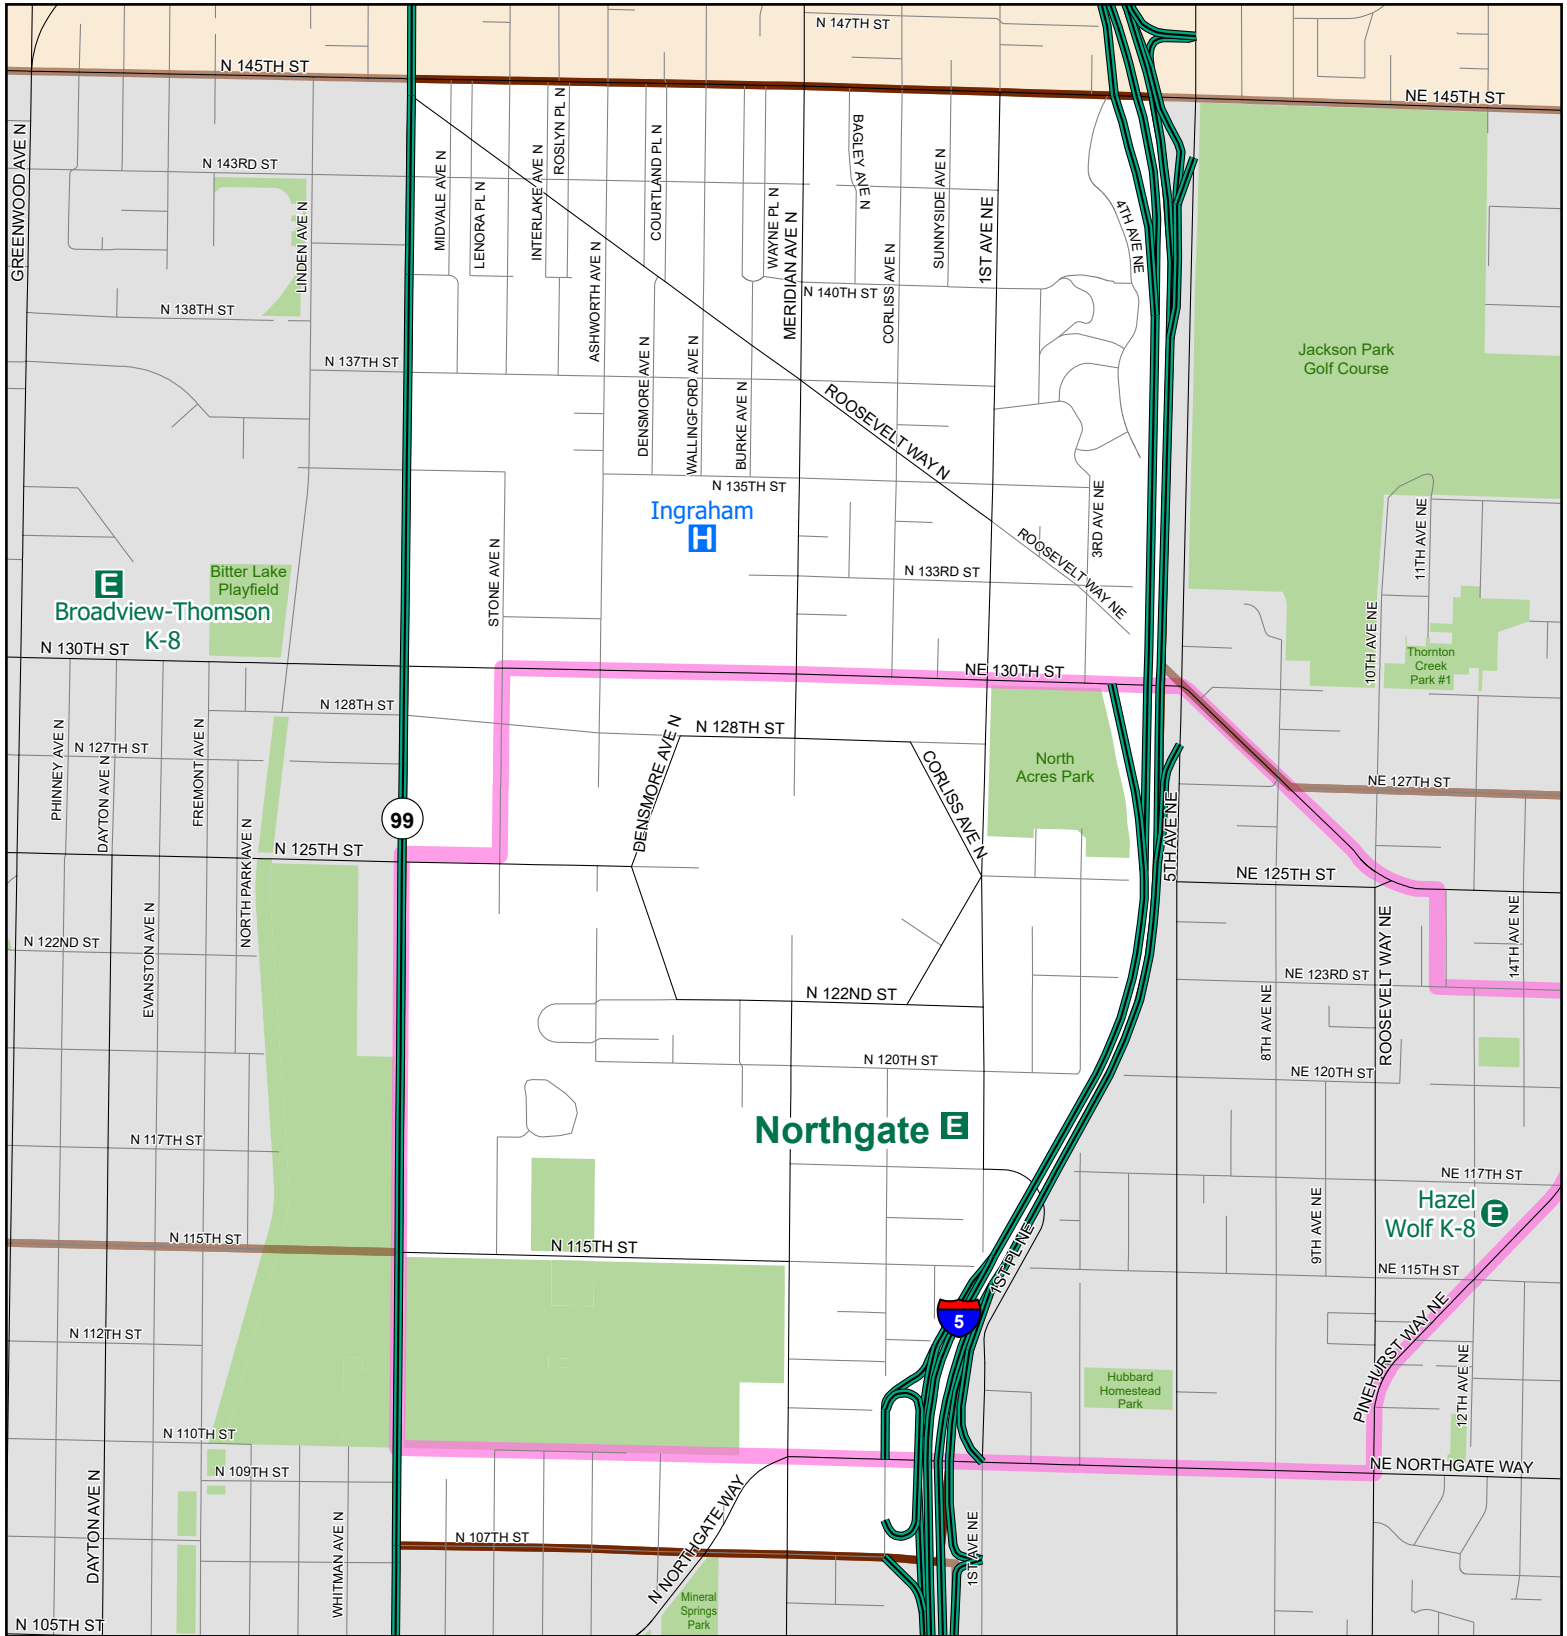 N 147TH ST
N 145TH ST
NE 145TH ST
GREENWOOD AVE N
N 143RD ST
LINDEN AVE N
MIDVALE AVE N
LENORA PL N
INTERLAKE AVE N
ROSLYN PL N
COURTLAND PL N
WAYNE PL N
MERIDIAN AVE N
BAGLEY AVE N
SUNNYSIDE AVE N
1ST AVE NE
4TH AVE NE
N 138TH ST
N 140TH ST
ASHWORTH AVE N
CORLISS AVE N
N 137TH ST
DENSMORE AVE N
WALLINGFORD AVE N
BURKE AVE N
ROOSEVELT WAY N
Jackson Park
Golf Course
N 135TH ST
Ingraham
H
STONE AVE N
3RD AVE NE
ROOSEVELT WAY NE
N 133RD ST
11TH AVE NE
10TH AVE NE
E
Broadview-Thomson
K-8
Bitter Lake
Playfield
N 130TH ST
NE 130TH ST
Thornton
Creek
Park #1
N 128TH ST
N 128TH ST
N 127TH ST
PHINNEY AVE N
DAYTON AVE N
FREMONT AVE N
NORTH PARK AVE N
DENSMORE AVE N
CORLISS AVE N
North
Acres Park
NE 127TH ST
5TH AVE NE
99
N 125TH ST
NE 125TH ST
EVANSTON AVE N
N 122ND ST
N 122ND ST
NE 123RD ST
14TH AVE NE
ROOSEVELT WAY NE
8TH AVE NE
N 120TH ST
NE 120TH ST
N 117TH ST
Northgate E
NE 117TH ST
Hazel
Wolf K-8
E
9TH AVE NE
N 115TH ST
N 115TH ST
1ST PL NE
NE 115TH ST
5
N 112TH ST
PINEHURST WAY NE
12TH AVE NE
Hubbard
Homestead
Park
N 110TH ST
N 109TH ST
NE NORTHGATE WAY
DAYTON AVE N
WHITMAN AVE N
N 107TH ST
N NORTHGATE WAY
1ST AVE NE
Mineral
Springs
Park
N 105TH ST